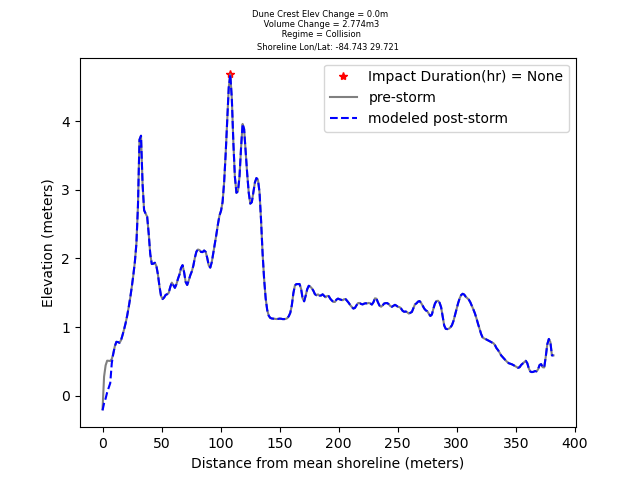 Dune Crest Elev Change = 0.0m
Volume Change = 2.774m3
Regime = Collision
Shoreline Lon/Lat: -84.743 29.721
Impact Duration(hr) = None
pre-storm
modeled post-storm
Elevation (meters)
4
3
2
1
0
0 50 100 150 200 250 300 350 400
Distance from mean shoreline (meters)